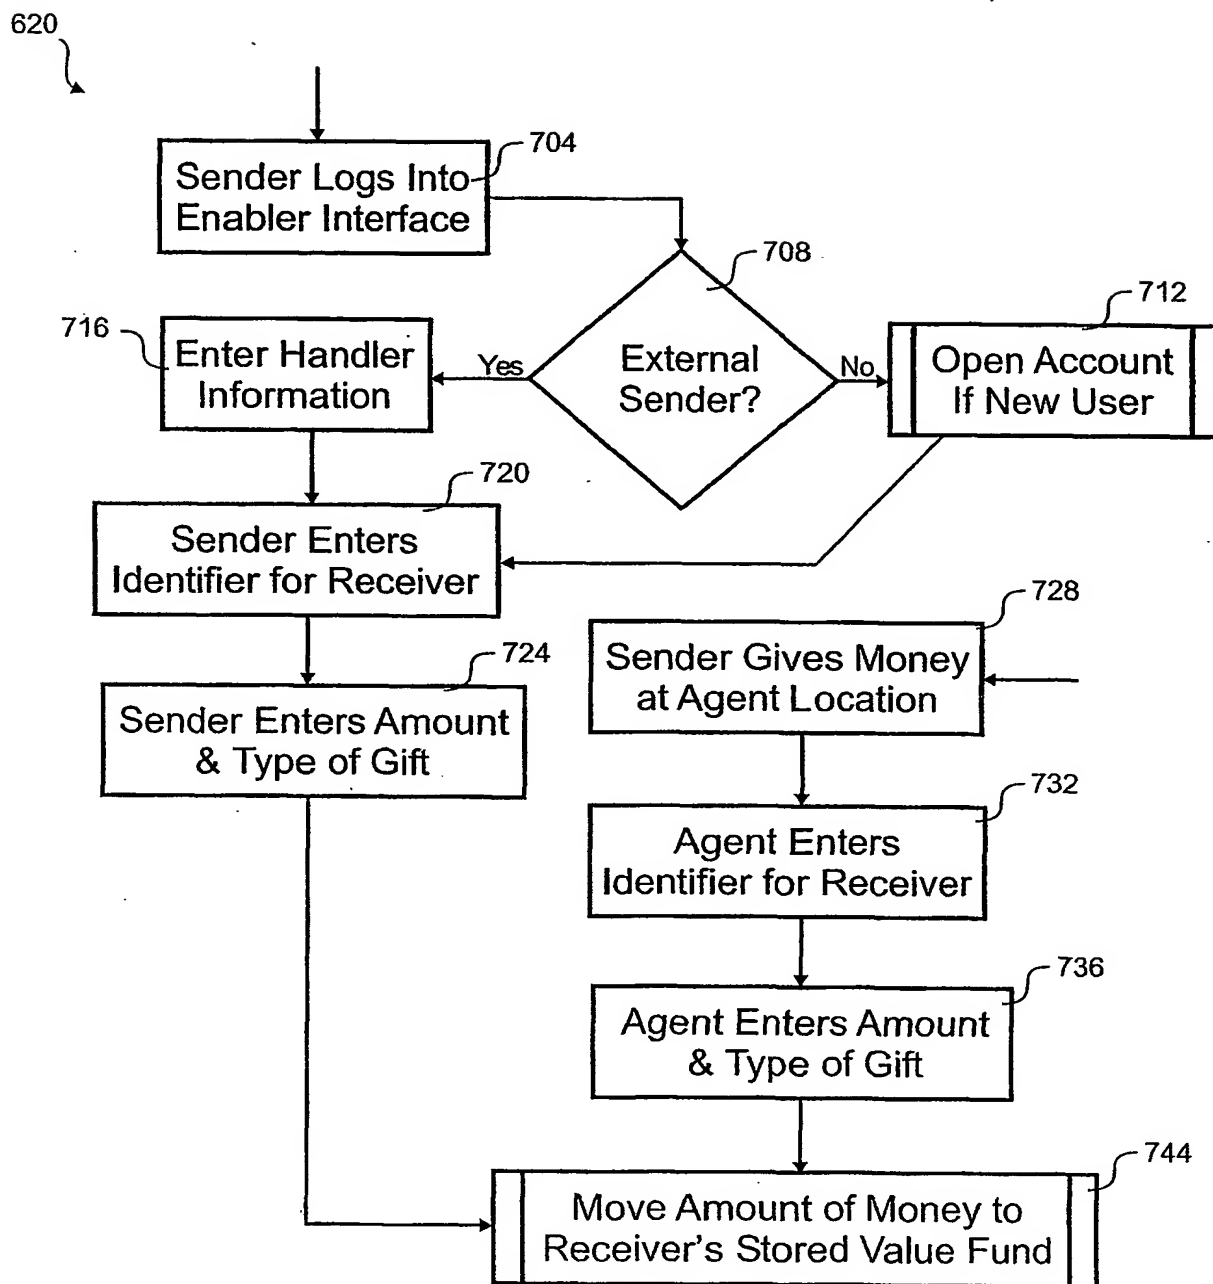 620
704
Sender Logs Into
Enabler Interface
708
712
716
Enter Handler
Information
Yes
External
Sender?
No
Open Account
If New User
720
Sender Enters
Identifier for Receiver
728
724
Sender Gives Money
at Agent Location
Sender Enters Amount
& Type of Gift
732
Agent Enters
Identifier for Receiver
736
Agent Enters Amount
& Type of Gift
744
Move Amount of Money to
Receiver's Stored Value Fund